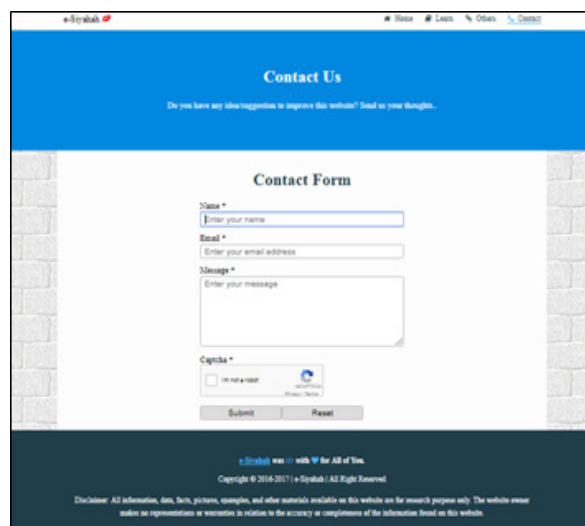 e-Siyahah
Home Learn Others Contact
Contact Us
Do you have any idea/suggestion to improve this website? Send us your thoughts..
Contact Form
Name *
Enter your name
Email *
Enter your email address
Message *
Enter your message
Captcha *
I'm not a robot
reCAPTCHA
Privacy - Terms
Submit Reset
e-Siyahah was </> with for All of You.
Copyright © 2016-2017 | e-Siyahah | All Right Reserved
Disclaimer: All information, data, facts, pictures, examples, and other materials available on this website are for research purpose only. The website owner
makes no representations or warranties in relation to the accuracy or completeness of the information found on this website.